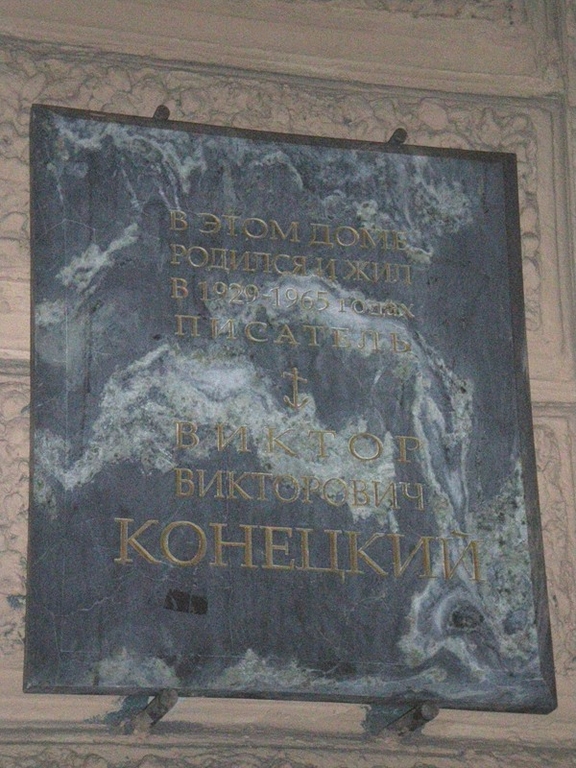 В ЭТОМ ДОМЕ
РОДИЛСЯ И ЖИЛ
В 1929-1965 годах
ПИСАТЕЛЬ
ВИКТОР
ВИКТОРОВИЧ
КОНЕЦКИЙ